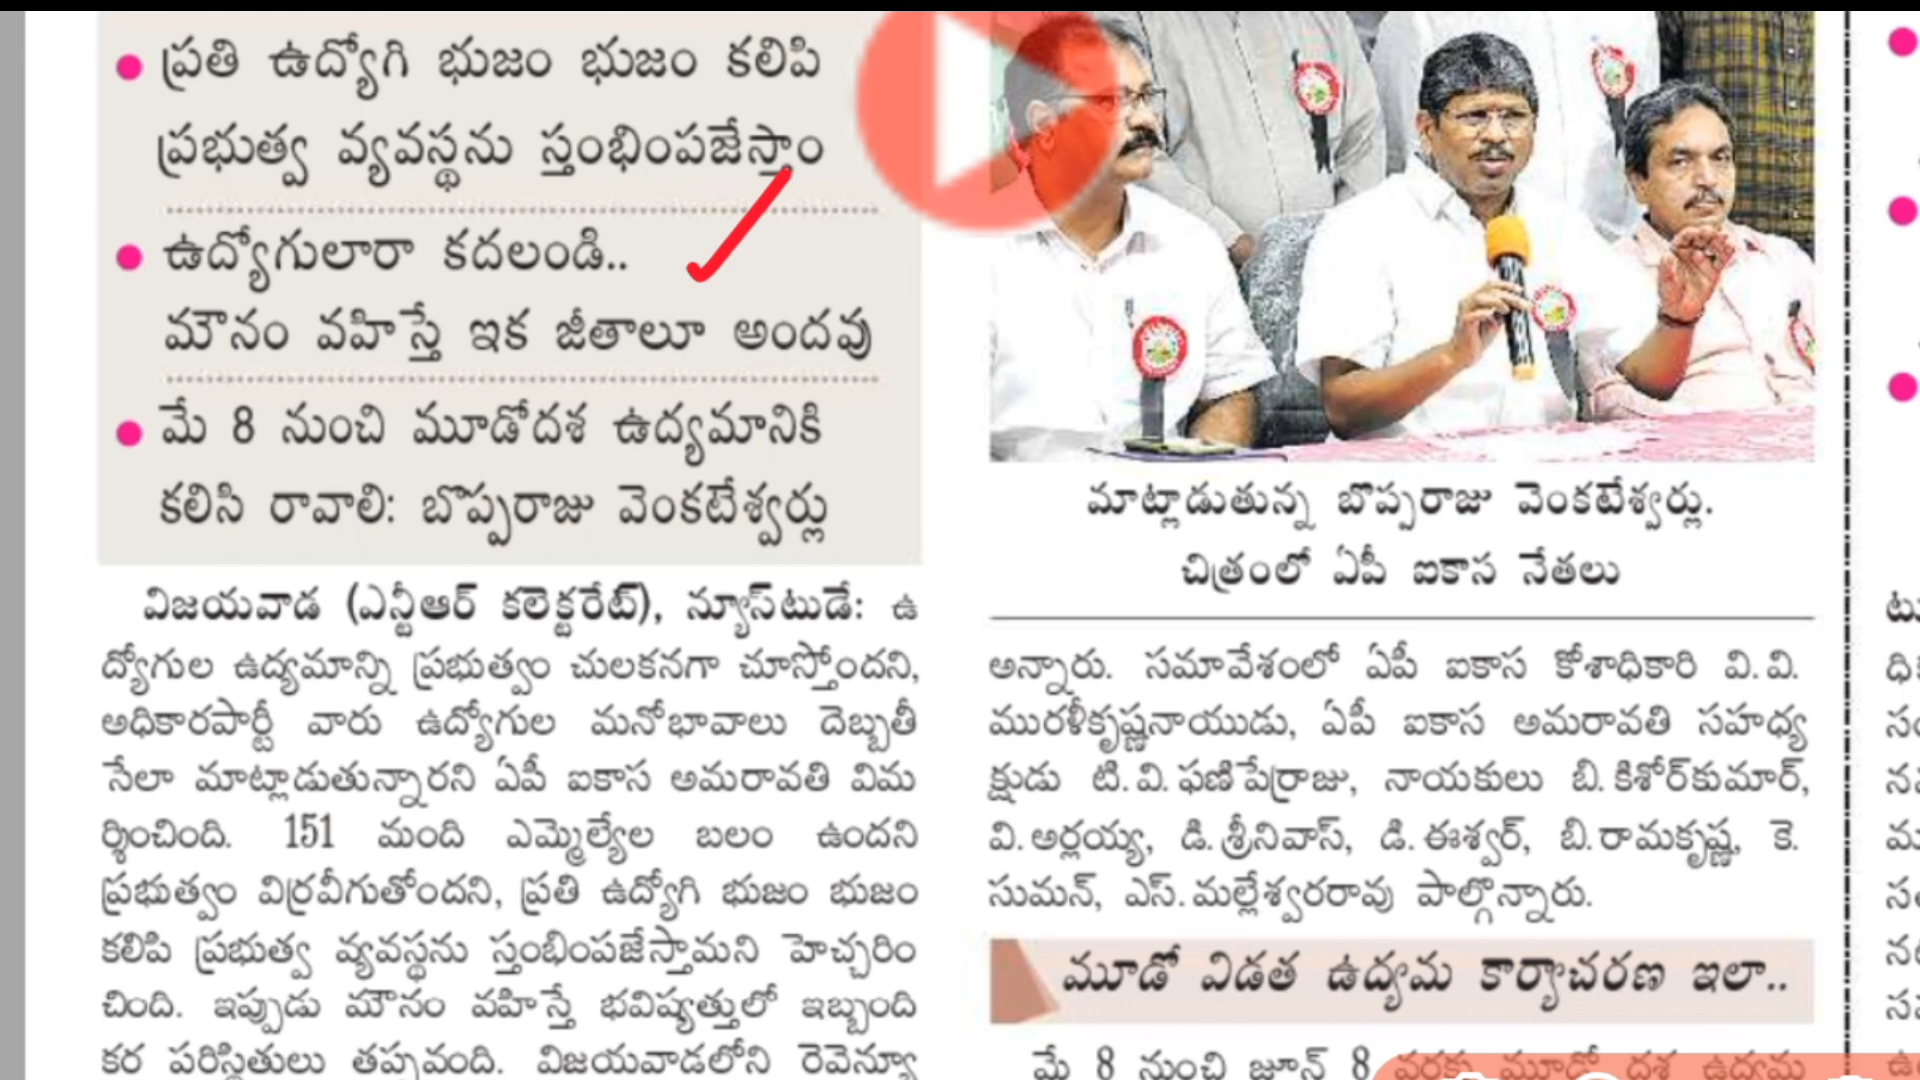 ప్రతి ఉద్యోగి భుజం భుజం కలిపి
ప్రభుత్వ వ్యవస్థను స్తంభింపజేస్తాం
ఉద్యోగులారా కదలండి..
మౌనం వహిస్తే ఇక జీతాలూ అందవు
మే 8 నుంచి మూడోదశ ఉద్యమానికి
కలిసి రావాలి: బొప్పరాజు వెంకటేశ్వర్లు
విజయవాడ (ఎన్టీఆర్ కలెక్టరేట్), న్యూస్‌టుడే: ఉ
ద్యోగుల ఉద్యమాన్ని ప్రభుత్వం చులకనగా చూస్తోందని,
అధికారపార్టీ వారు ఉద్యోగుల మనోభావాలు దెబ్బతీ
సేలా మాట్లాడుతున్నారని ఏపీ ఐకాస అమరావతి విమ
ర్శించింది. 151 మంది ఎమ్మెల్యేల బలం ఉందని
ప్రభుత్వం విర్రవీగుతోందని, ప్రతి ఉద్యోగి భుజం భుజం
కలిపి ప్రభుత్వ వ్యవస్థను స్తంభింపజేస్తామని హెచ్చరిం
చింది. ఇప్పుడు మౌనం వహిస్తే భవిష్యత్తులో ఇబ్బంది
కర పరిస్థితులు తప్పవంది. విజయవాడలోని రెవెన్యూ
మాట్లాడుతున్న బొప్పరాజు వెంకటేశ్వర్లు.
చిత్రంలో ఏపీ ఐకాస నేతలు
అన్నారు. సమావేశంలో ఏపీ ఐకాస కోశాధికారి వి.వి.
మురళీకృష్ణనాయుడు, ఏపీ ఐకాస అమరావతి సహధ్య
క్షుడు టి.వి.ఫణిపేర్రాజు, నాయకులు బి.కిశోర్‌కుమార్,
వి.అర్లయ్య, డి.శ్రీనివాస్, డి.ఈశ్వర్, బి.రామకృష్ణ, కె.
సుమన్, ఎస్.మల్లేశ్వరరావు పాల్గొన్నారు.
మూడో విడత ఉద్యమ కార్యాచరణ ఇలా..
మే 8 నుంచి జూన్ 8 వరకు మూడో దశ ఉద్యమ